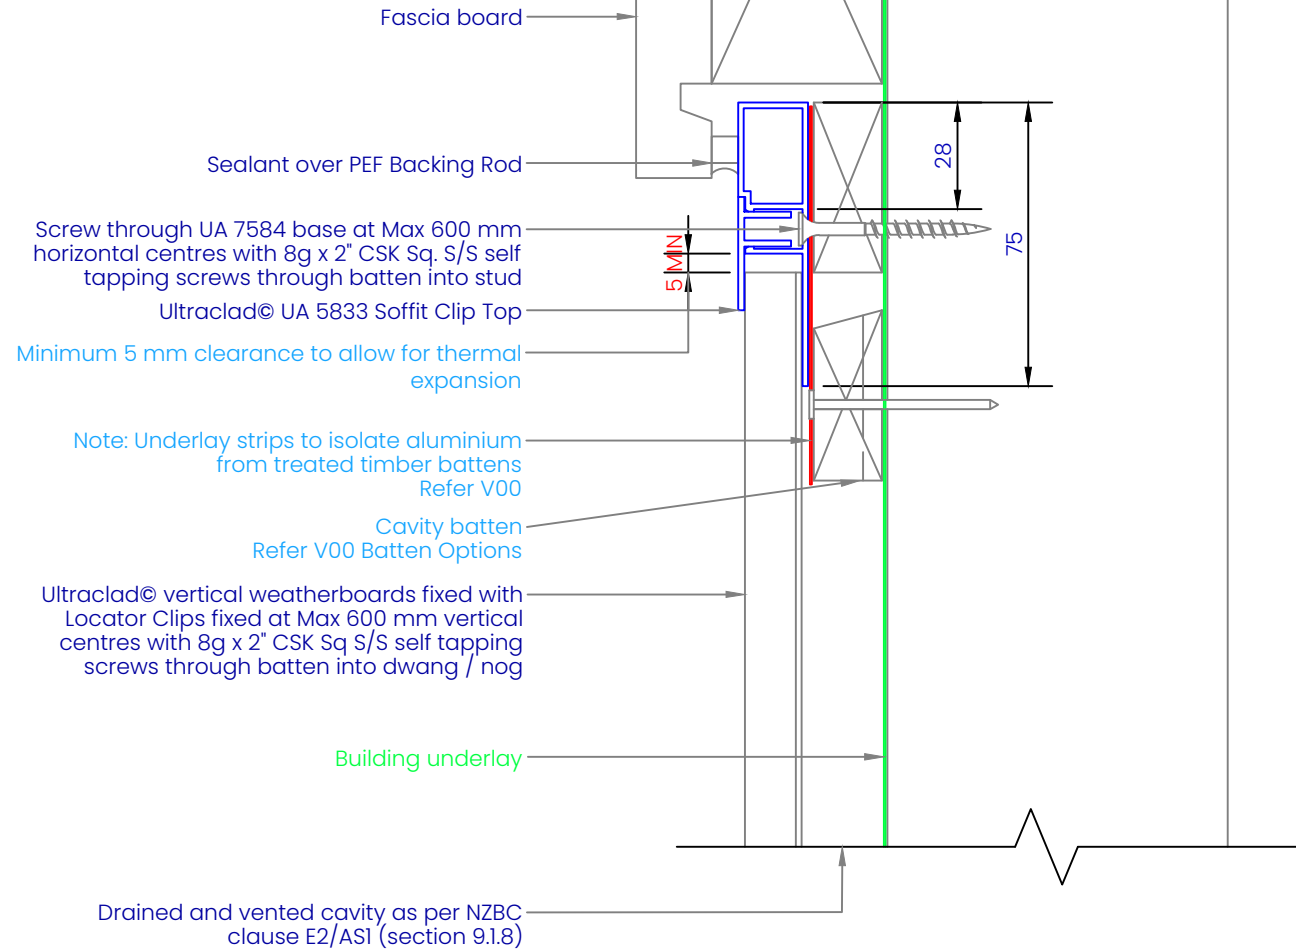 Fascia board
Sealant over PEF Backing Rod
Screw through UA 7584 base at Max 600 mm
horizontal centres with 8g x 2" CSK Sq. S/S self
tapping screws through batten into stud
Ultraclad© UA 5833 Soffit Clip Top
Minimum 5 mm clearance to allow for thermal
expansion
Note: Underlay strips to isolate aluminium
from treated timber battens
Refer V00
Cavity batten
Refer V00 Batten Options
Ultraclad© vertical weatherboards fixed with
Locator Clips fixed at Max 600 mm vertical
centres with 8g x 2" CSK Sq S/S self tapping
screws through batten into dwang / nog
Building underlay
Drained and vented cavity as per NZBC
clause E2/AS1 (section 9.1.8)
5 MIN
28
75